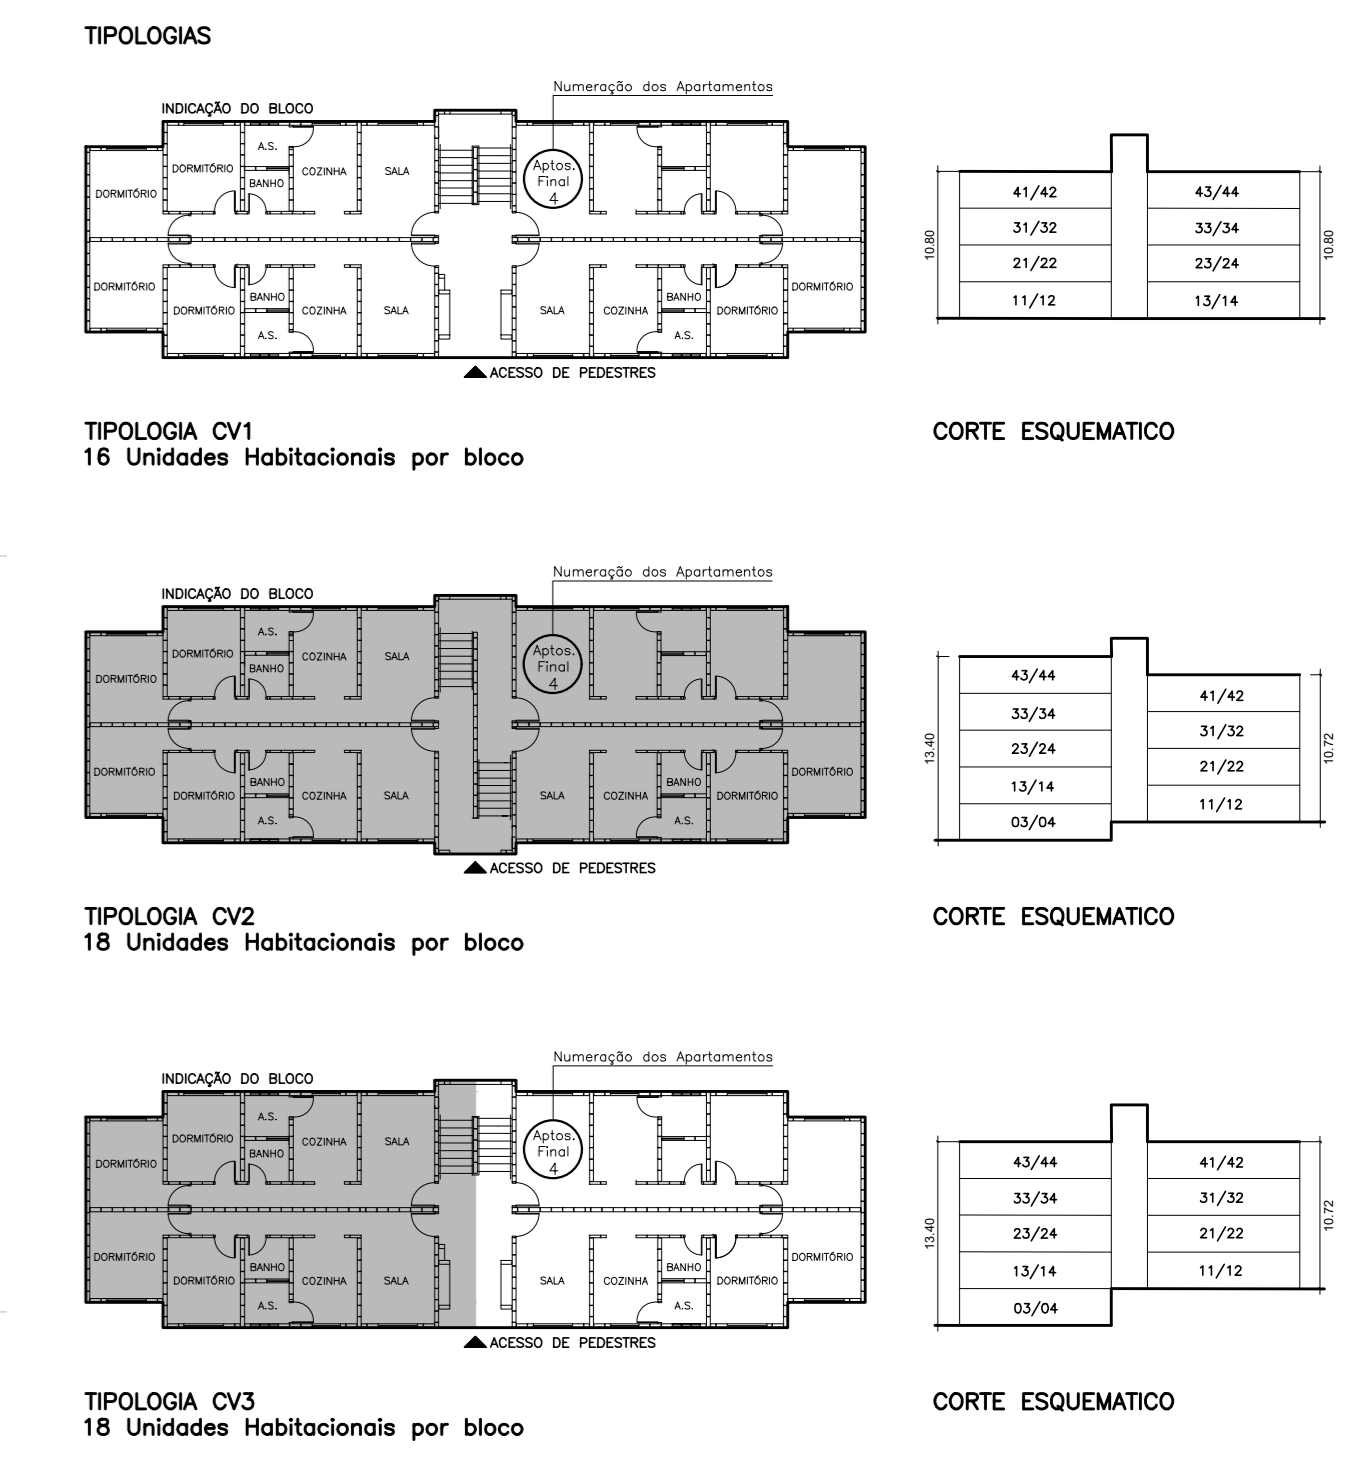 TIPOLOGIAS
Numeração dos Apartamentos
INDICAÇÃO DO BLOCO
A.S.
DORMITÓRIO
BANHO
COZINHA
SALA
Aptos.
Final
4
DORMITÓRIO
DORMITÓRIO
DORMITÓRIO
BANHO
A.S.
COZINHA
SALA
SALA
COZINHA
BANHO
A.S.
DORMITÓRIO
DORMITÓRIO
ACESSO DE PEDESTRES
10.80
41/42
43/44
31/32
33/34
21/22
23/24
11/12
13/14
10.80
TIPOLOGIA CV1
16 Unidades Habitacionais por bloco
CORTE ESQUEMATICO
Numeração dos Apartamentos
INDICAÇÃO DO BLOCO
A.S.
DORMITÓRIO
BANHO
COZINHA
SALA
Aptos.
Final
4
DORMITÓRIO
DORMITÓRIO
DORMITÓRIO
BANHO
A.S.
COZINHA
SALA
SALA
COZINHA
BANHO
A.S.
DORMITÓRIO
DORMITÓRIO
ACESSO DE PEDESTRES
13.40
43/44
33/34
23/24
13/14
03/04
41/42
31/32
21/22
11/12
10.72
TIPOLOGIA CV2
18 Unidades Habitacionais por bloco
CORTE ESQUEMATICO
Numeração dos Apartamentos
INDICAÇÃO DO BLOCO
A.S.
DORMITÓRIO
BANHO
COZINHA
SALA
Aptos.
Final
4
DORMITÓRIO
DORMITÓRIO
DORMITÓRIO
BANHO
A.S.
COZINHA
SALA
SALA
COZINHA
BANHO
A.S.
DORMITÓRIO
DORMITÓRIO
ACESSO DE PEDESTRES
13.40
43/44
33/34
23/24
13/14
03/04
41/42
31/32
21/22
11/12
10.72
TIPOLOGIA CV3
18 Unidades Habitacionais por bloco
CORTE ESQUEMATICO